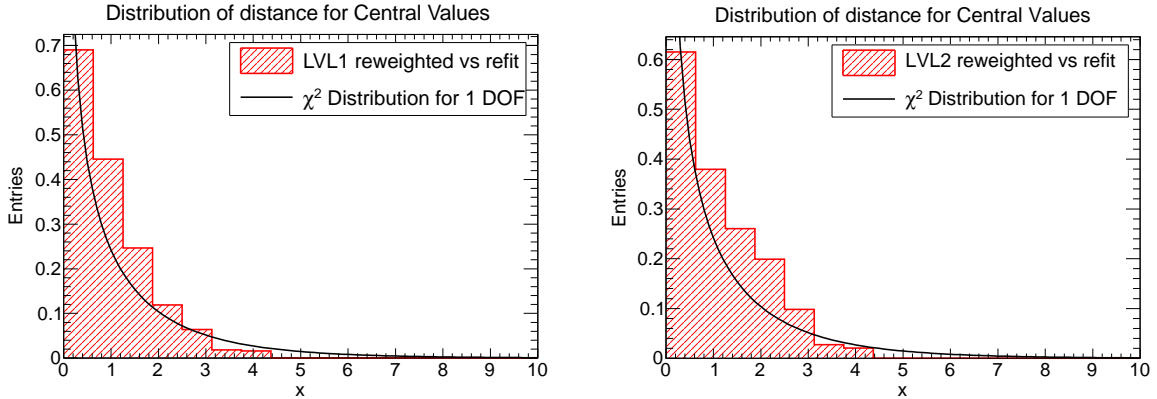 Distribution of distance for Central Values
LVL1 reweighted vs refit
χ² Distribution for 1 DOF
Entries
0.7
0.6
0.5
0.4
0.3
0.2
0.1
0
0 1 2 3 4 5 6 7 8 9 10
x
Distribution of distance for Central Values
LVL2 reweighted vs refit
χ² Distribution for 1 DOF
Entries
0.6
0.5
0.4
0.3
0.2
0.1
0
0 1 2 3 4 5 6 7 8 9 10
x